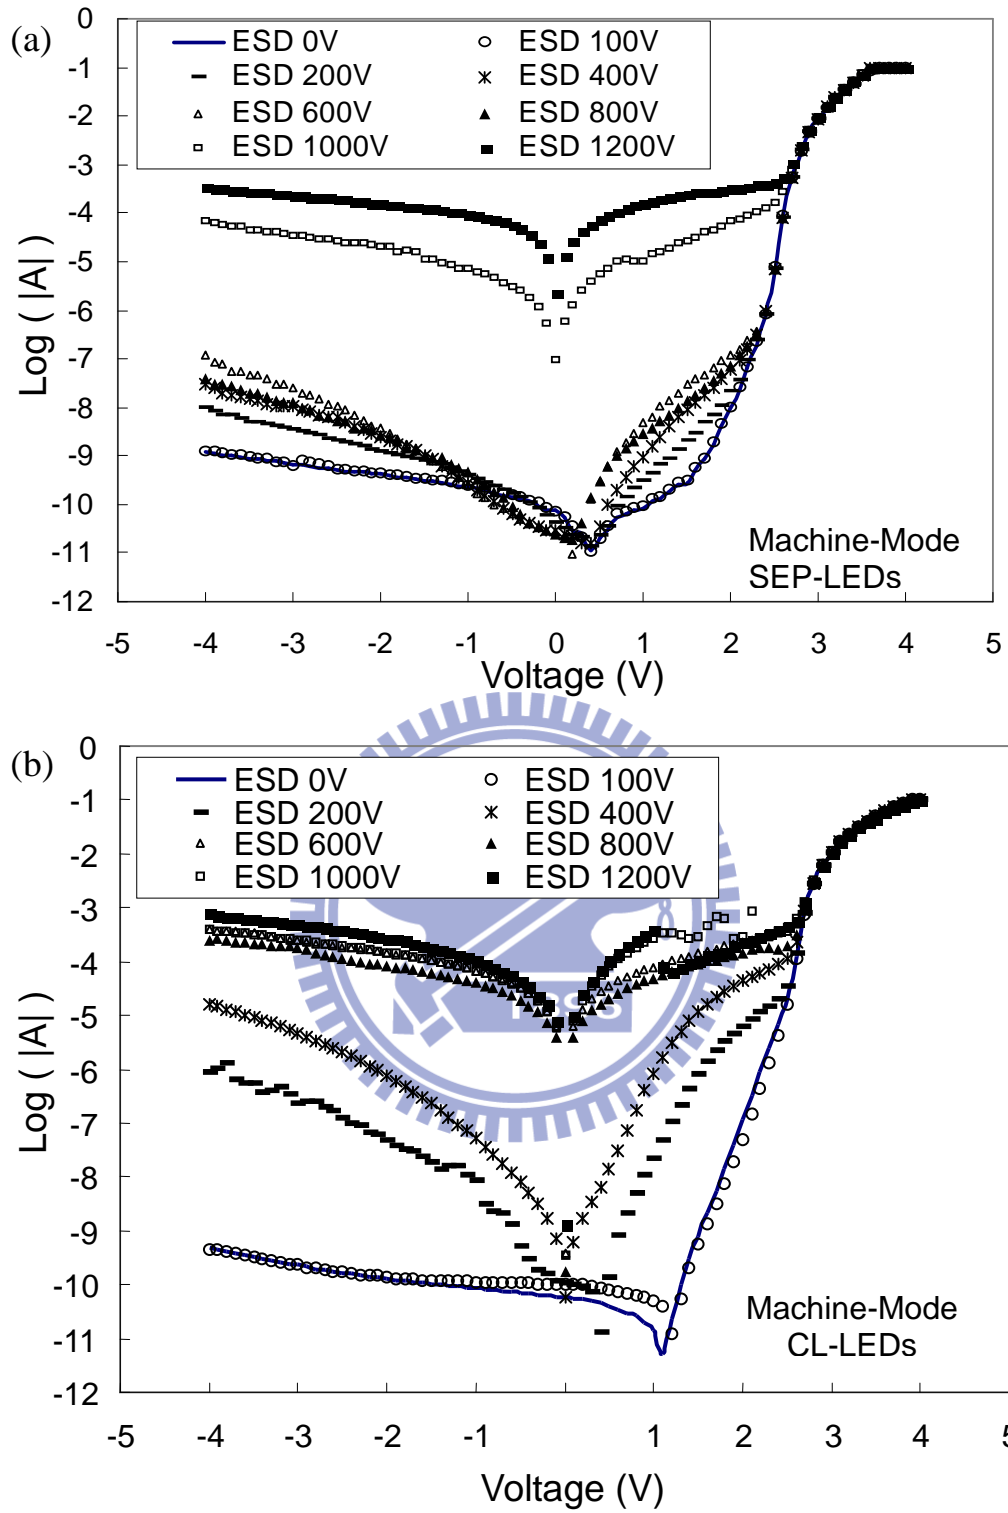 (a)
0
-1
-2
-3
-4
-5
-6
-7
-8
-9
-10
-11
-12
Log ( |A| )
ESD 0V ESD 100V
ESD 200V ESD 400V
ESD 600V ESD 800V
ESD 1000V ESD 1200V
Machine-Mode
SEP-LEDs
-5 -4 -3 -2 -1 0 1 2 3 4 5
Voltage (V)
(b)
0
-1
-2
-3
-4
-5
-6
-7
-8
-9
-10
-11
-12
Log ( |A| )
ESD 0V ESD 100V
ESD 200V ESD 400V
ESD 600V ESD 800V
ESD 1000V ESD 1200V
Machine-Mode
CL-LEDs
-5 -4 -3 -2 -1 1 2 3 4 5
Voltage (V)